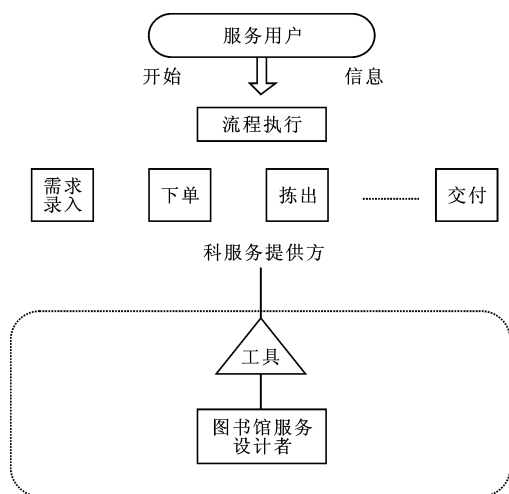 服务用户
开始 信息
流程执行
需求 下单 拣出 交付
录入
科服务提供方
工具
图书馆服务
设计者